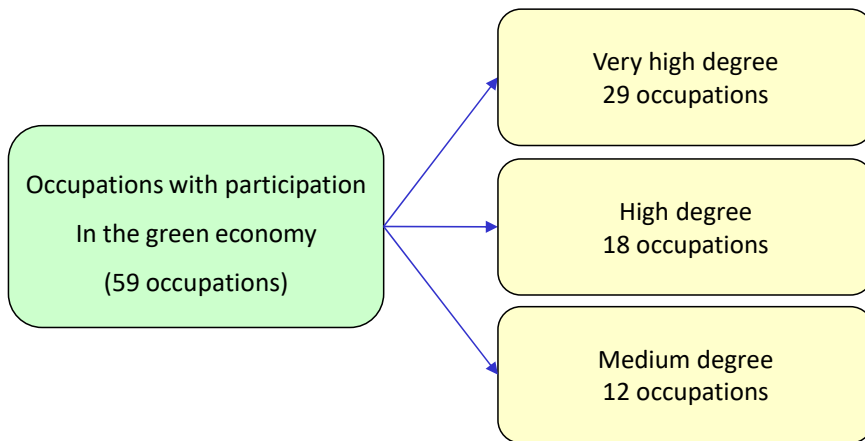 Occupations with participation
In the green economy
(59 occupations)
Very high degree
29 occupations
High degree
18 occupations
Medium degree
12 occupations